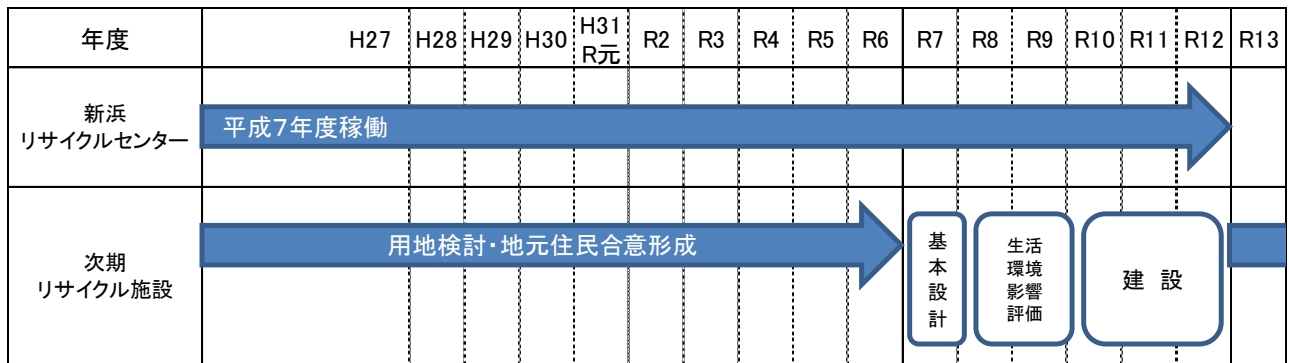 年度
H27
H28
H29
H30
H31
R元
R2
R3
R4
R5
R6
R7
R8
R9
R10
R11
R12
R13
新浜
リサイクルセンター
平成7年度稼働
次期
リサイクル施設
用地検討・地元住民合意形成
基本設計
生活
環境
影響
評価
建 設